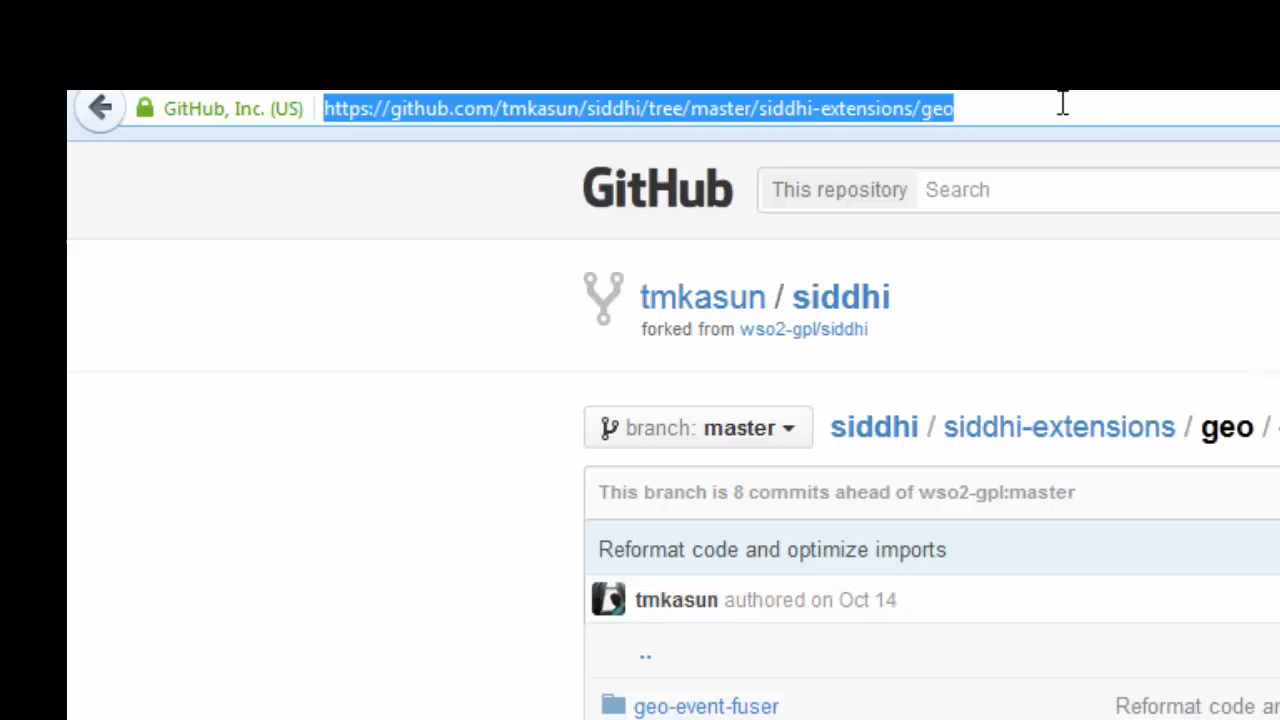 GitHub, Inc. (US) https://github.com/tmkasun/siddhi/tree/master/siddhi-extensions/geo
GitHub This repository Search
tmkasun / siddhi
forked from wso2-gpl/siddhi
branch: master siddhi / siddhi-extensions / geo /
This branch is 8 commits ahead of wso2-gpl:master
Reformat code and optimize imports
tmkasun authored on Oct 14
..
geo-event-fuser Reformat code